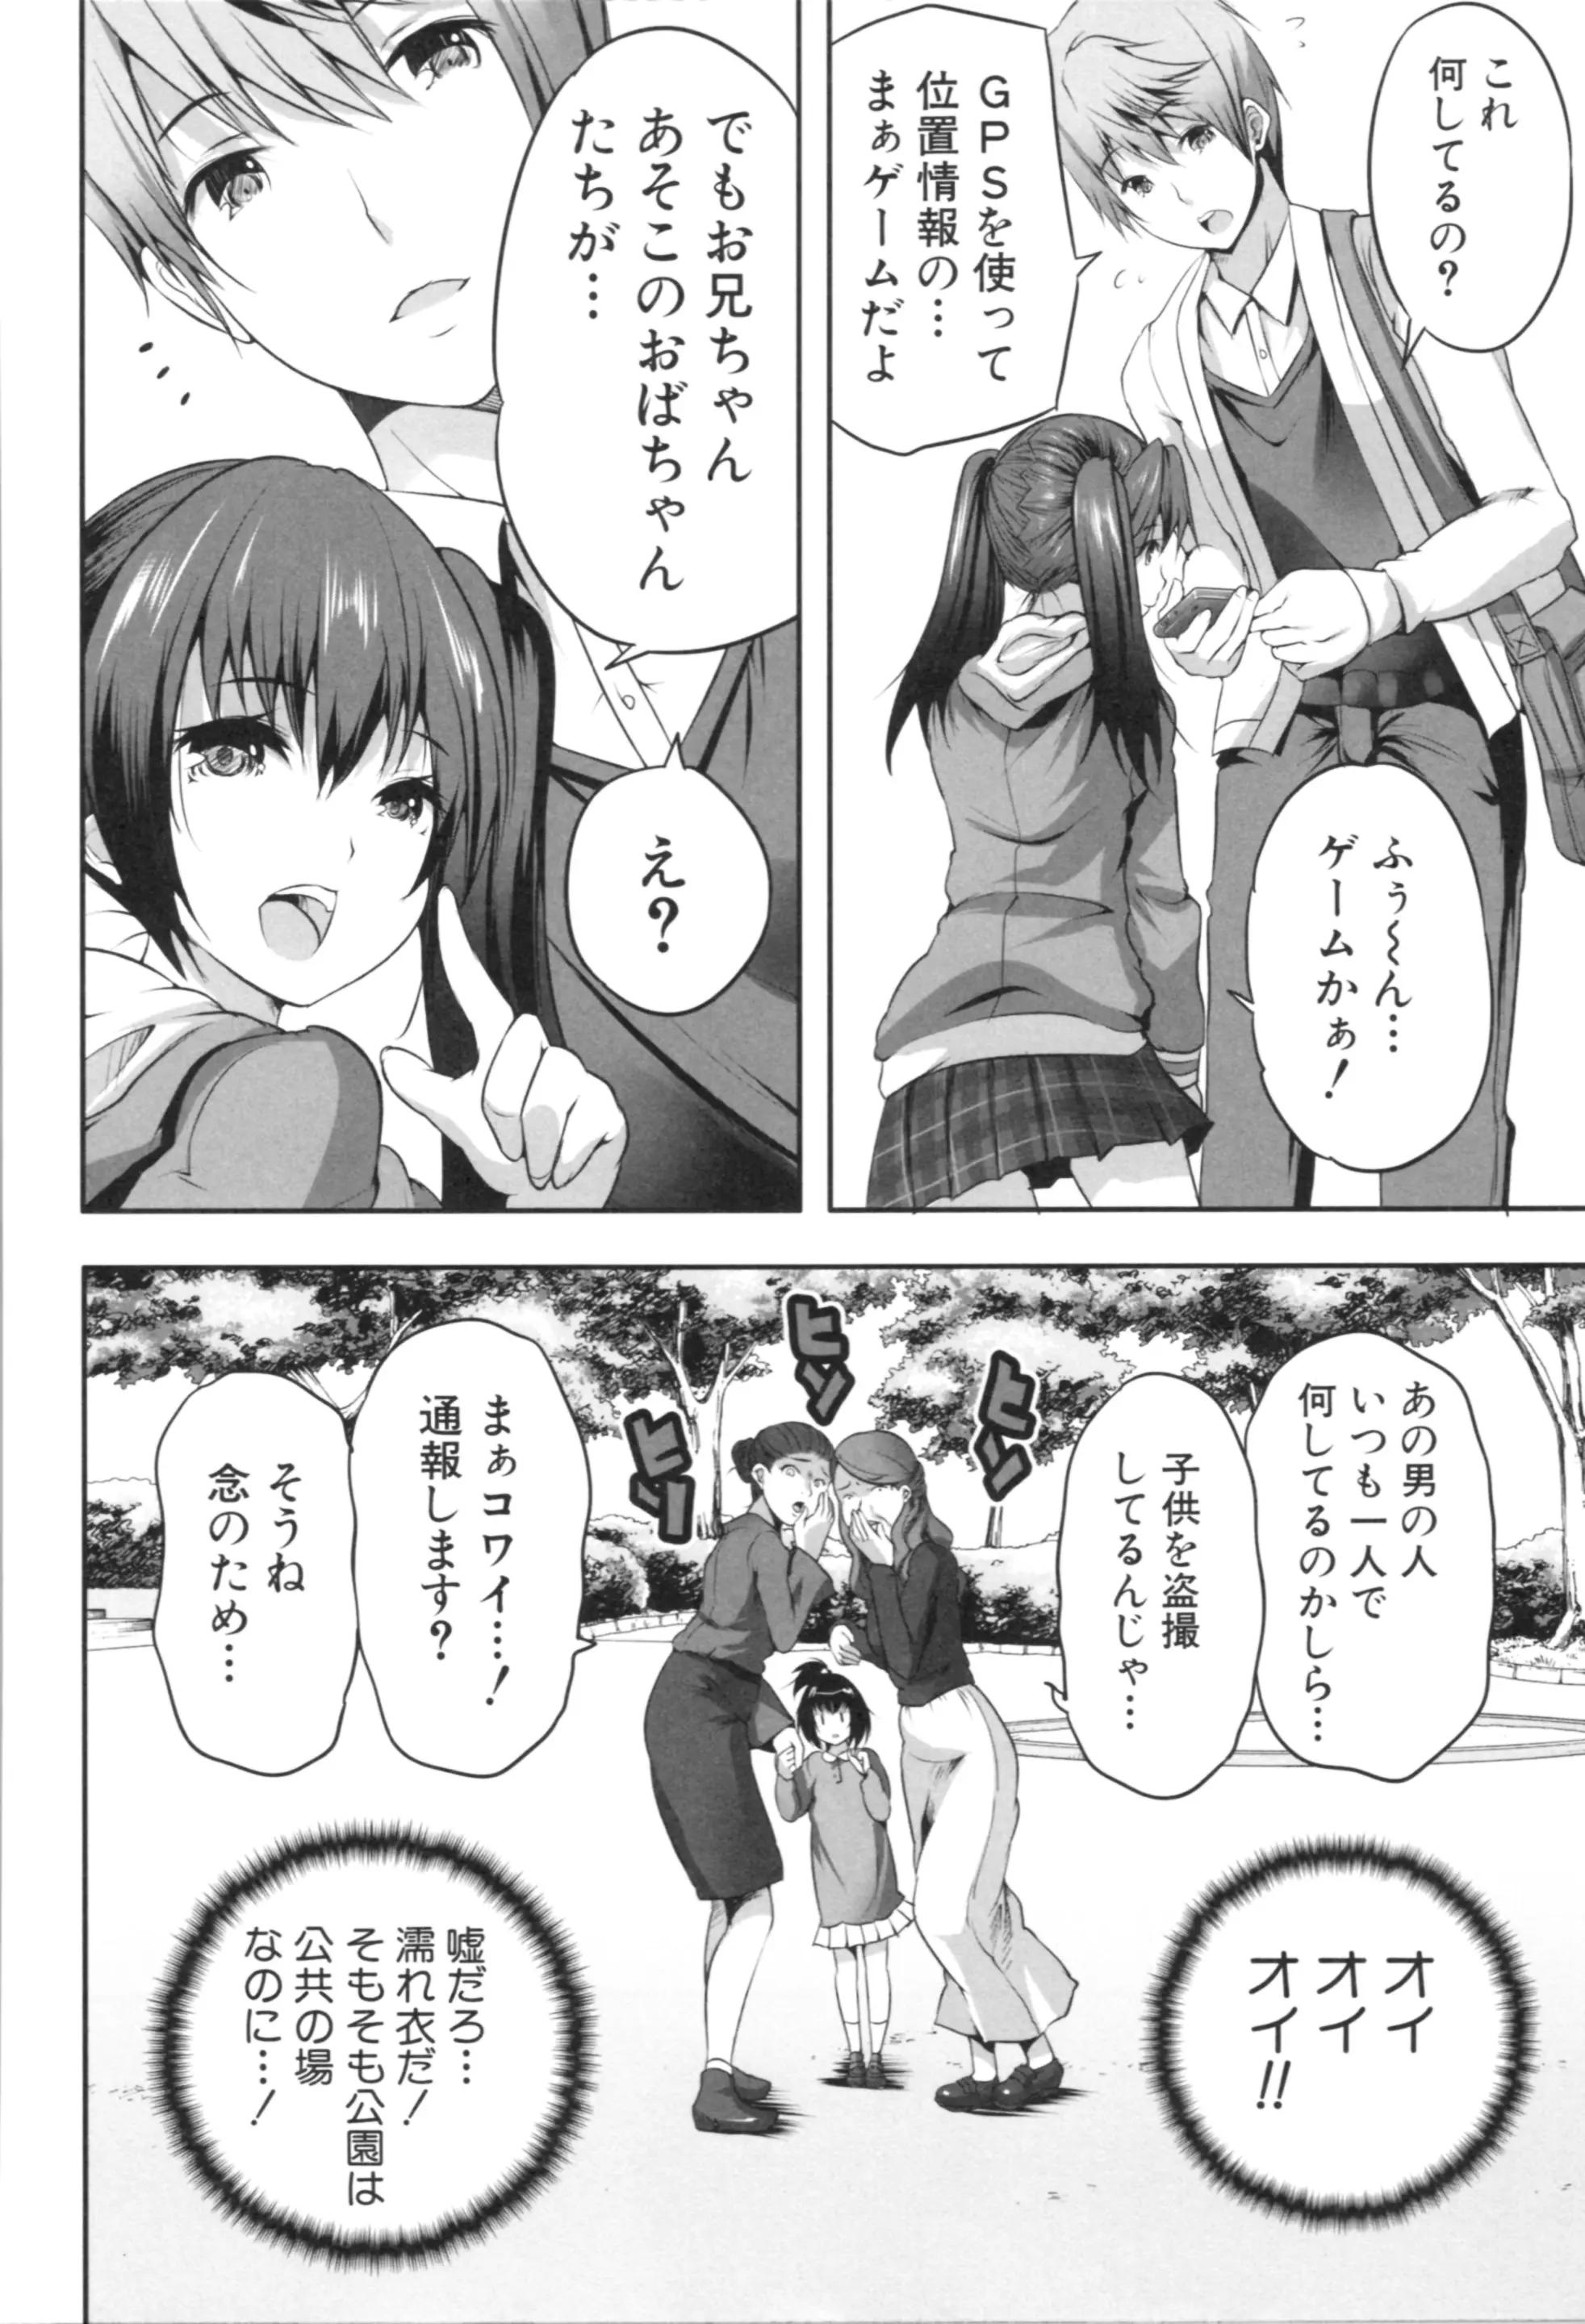 これ
何してるの？
ＧＰＳを使って
位置情報の…
まぁゲームだよ
ふぅ～ん…
ゲームかぁ！
でもお兄ちゃん
あそこのおばちゃん
たちが…
え？
あの男の人
いつも一人で
何してるのかしら…
子供を盗撮
してるんじゃ…
ヒソ
ヒソ
ヒソ
まぁコワイ…！
通報します？
そうね
念のため…
オイ
オイ
オイ!!
嘘だろ…
濡れ衣だ！
そもそも公園は
公共の場
なのに…！